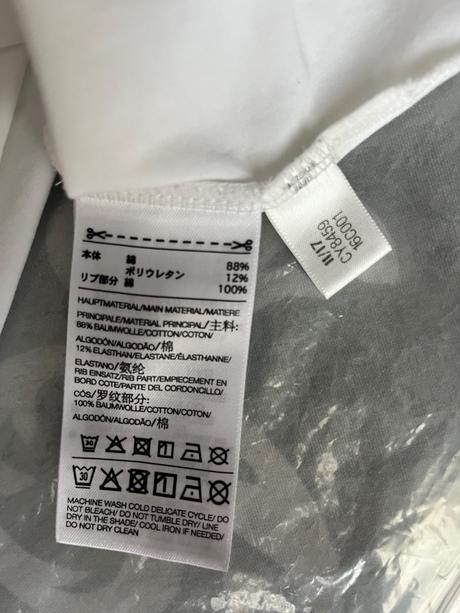 本体 綿 88%
ポリウレタン 12%
リブ部分 綿 100%
HAUPTMATERIAL/MAIN MATERIAL/MATIERE
PRINCIPALE/MATERIAL PRINCIPAL/主料:
88% BAUMWOLLE/COTTON/COTON/
ALGODÓN/ALGODÃO/棉
12% ELASTHAN/ELASTANE/ÉLASTHANNE/
ELASTANO/氨纶
RIB EINSATZ/RIB PART/EMPIECEMENT EN
BORD COTE/PARTE DEL CORDONCILLO/
CÓS/罗纹部分:
100% BAUMWOLLE/COTTON/COTON/
ALGODÓN/ALGODÃO/棉
30
30
MACHINE WASH COLD DELICATE CYCLE/ DO
NOT BLEACH/ DO NOT TUMBLE DRY/ LINE
DRY IN THE SHADE/ COOL IRON IF NEEDED/
DO NOT DRY CLEAN
11/17
CY8459
16C001